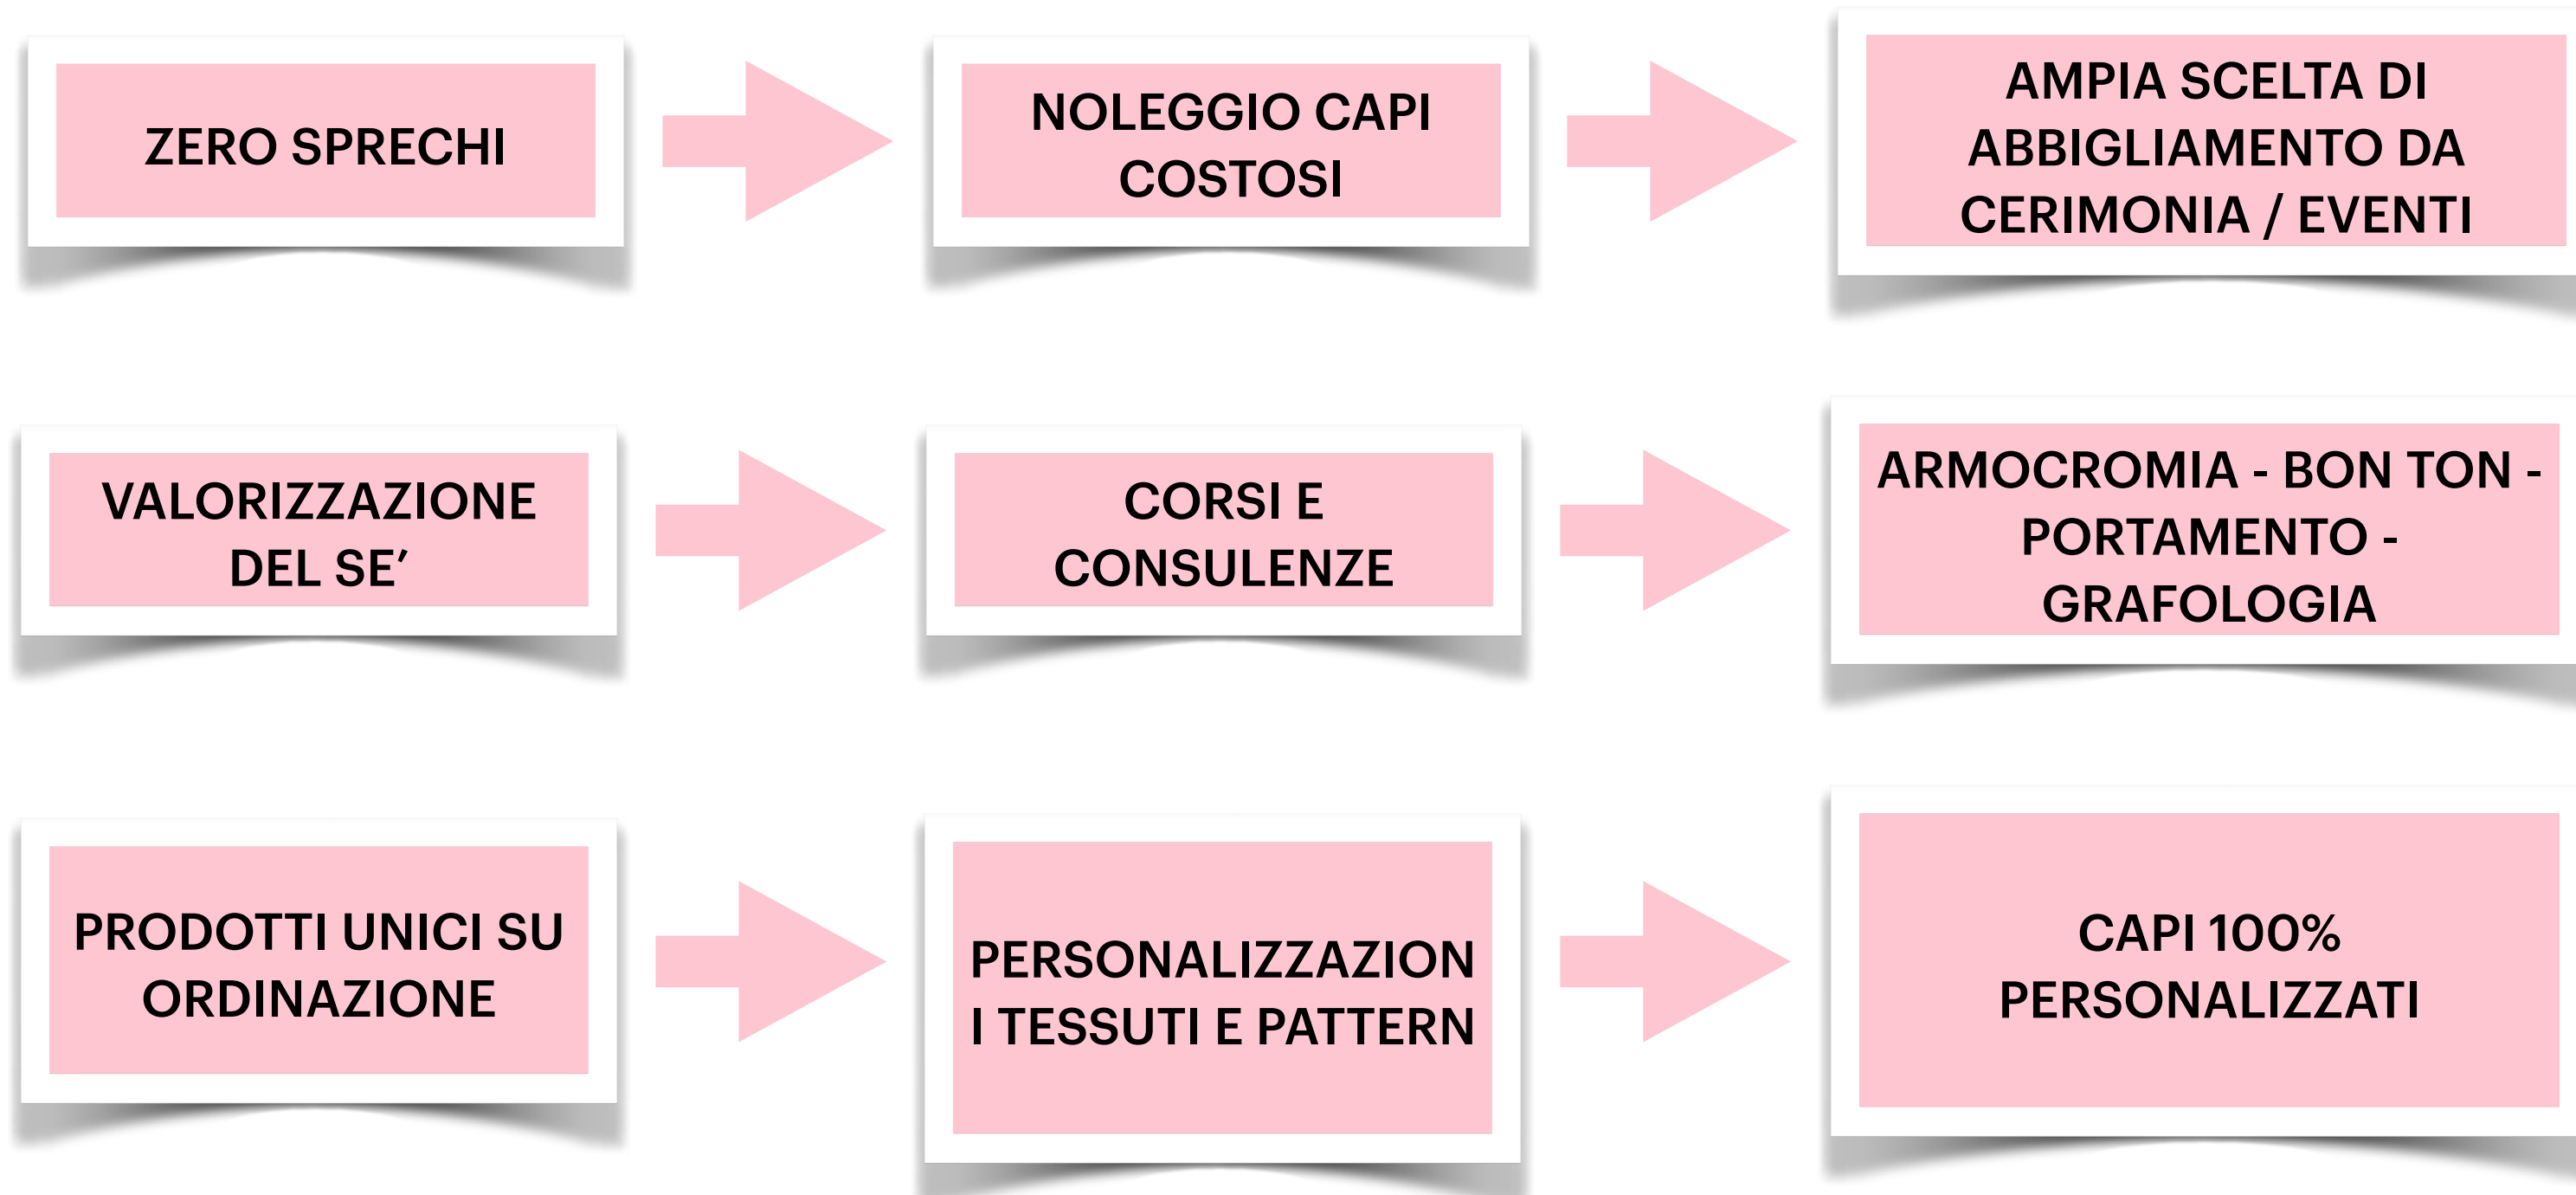 ZERO SPRECHI
NOLEGGIO CAPI
COSTOSI
AMPIA SCELTA DI
ABBIGLIAMENTO DA
CERIMONIA / EVENTI
VALORIZZAZIONE
DEL SE’
CORSI E
CONSULENZE
ARMOCROMIA - BON TON -
PORTAMENTO -
GRAFOLOGIA
PRODOTTI UNICI SU
ORDINAZIONE
PERSONALIZZAZION
I TESSUTI E PATTERN
CAPI 100%
PERSONALIZZATI